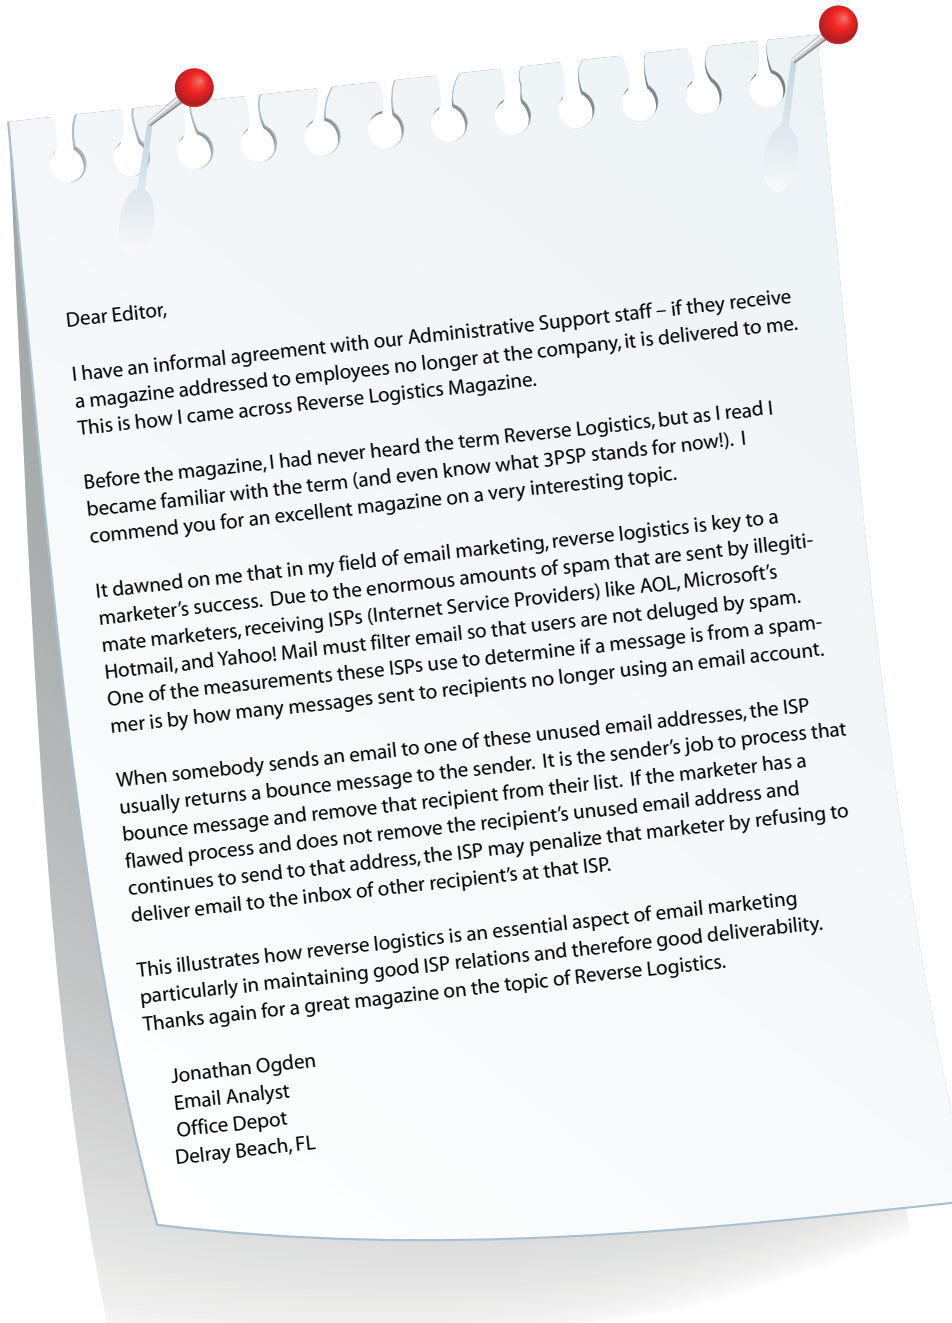 Dear Editor,
I have an informal agreement with our Administrative Support staff – if they receive
a magazine addressed to employees no longer at the company, it is delivered to me.
This is how I came across Reverse Logistics Magazine.
Before the magazine, I had never heard the term Reverse Logistics, but as I read I
became familiar with the term (and even know what 3PSP stands for now!).  I
commend you for an excellent magazine on a very interesting topic.
It dawned on me that in my field of email marketing, reverse logistics is key to a
marketer's success.  Due to the enormous amounts of spam that are sent by illegiti-
mate marketers, receiving ISPs (Internet Service Providers) like AOL, Microsoft's
Hotmail, and Yahoo! Mail must filter email so that users are not deluged by spam.
One of the measurements these ISPs use to determine if a message is from a spam-
mer is by how many messages sent to recipients no longer using an email account.
When somebody sends an email to one of these unused email addresses, the ISP
usually returns a bounce message to the sender.  It is the sender's job to process that
bounce message and remove that recipient from their list.  If the marketer has a
flawed process and does not remove the recipient's unused email address and
continues to send to that address, the ISP may penalize that marketer by refusing to
deliver email to the inbox of other recipient's at that ISP.
This illustrates how reverse logistics is an essential aspect of email marketing
particularly in maintaining good ISP relations and therefore good deliverability.
Thanks again for a great magazine on the topic of Reverse Logistics.
Jonathan Ogden
Email Analyst
Office Depot
Delray Beach, FL